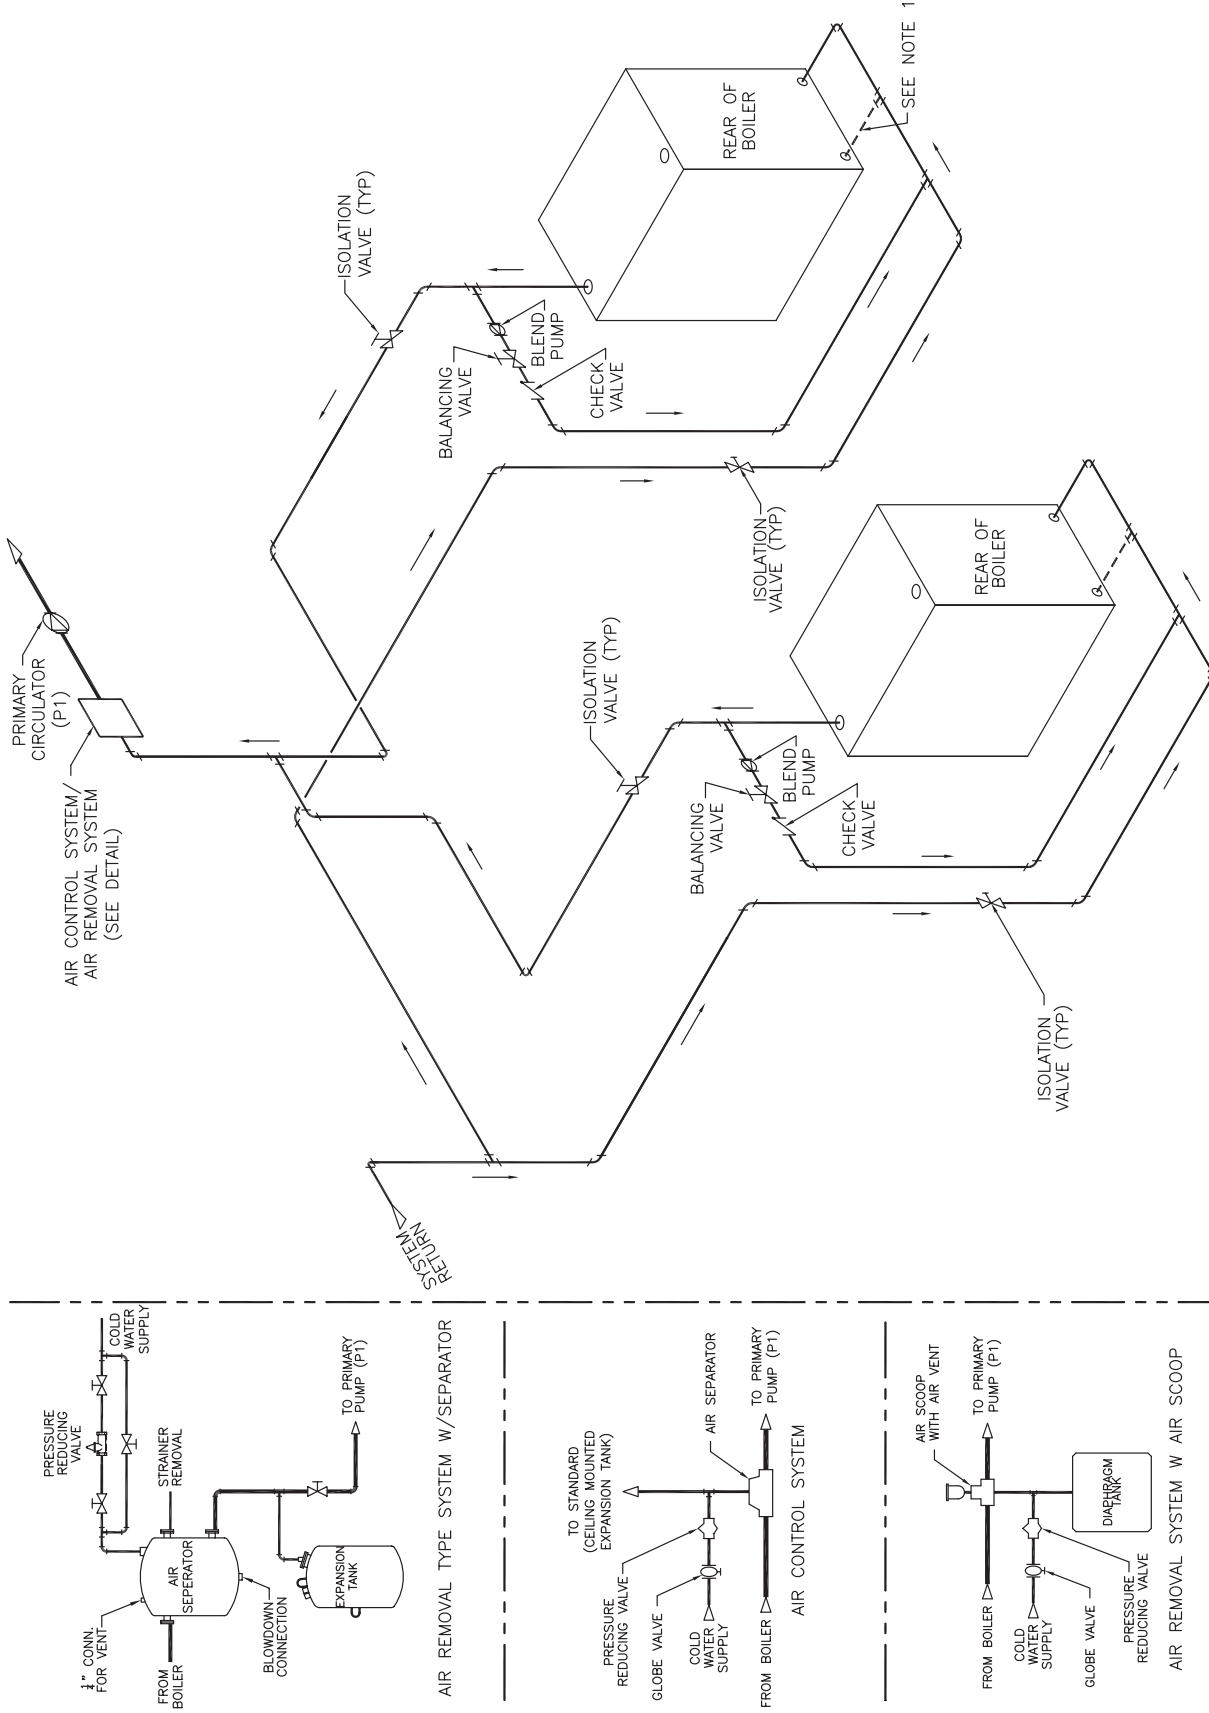 PRIMARY
CIRCULATOR
(P1)
AIR CONTROL SYSTEM/
AIR REMOVAL SYSTEM
(SEE DETAIL)
ISOLATION
VALVE (TYP)
BALANCING
VALVE
BLEND
PUMP
CHECK
VALVE
REAR OF
BOILER
SEE NOTE 1
ISOLATION
VALVE (TYP)
ISOLATION
VALVE (TYP)
BALANCING
VALVE
BLEND
PUMP
CHECK
VALVE
REAR OF
BOILER
ISOLATION
VALVE (TYP)
SYSTEM
RETURN
COLD
WATER
SUPPLY
PRESSURE
REDUCING
VALVE
STRAINER
REMOVAL
½" CONN.
FOR VENT
AIR
SEPERATOR
FROM
BOILER
BLOWDOWN
CONNECTION
EXPANSION
TANK
TO PRIMARY
PUMP (P1)
AIR REMOVAL TYPE SYSTEM W/SEPARATOR
TO STANDARD
(CEILING MOUNTED
EXPANSION TANK)
PRESSURE
REDUCING VALVE
GLOBE VALVE
COLD
WATER
SUPPLY
FROM BOILER
AIR SEPARATOR
TO PRIMARY
PUMP (P1)
AIR CONTROL SYSTEM
AIR SCOOP
WITH AIR VENT
TO PRIMARY
PUMP (P1)
FROM BOILER
COLD
WATER
SUPPLY
GLOBE VALVE
PRESSURE
REDUCING VALVE
DIAPHRAGM
TANK
AIR REMOVAL SYSTEM W AIR SCOOP